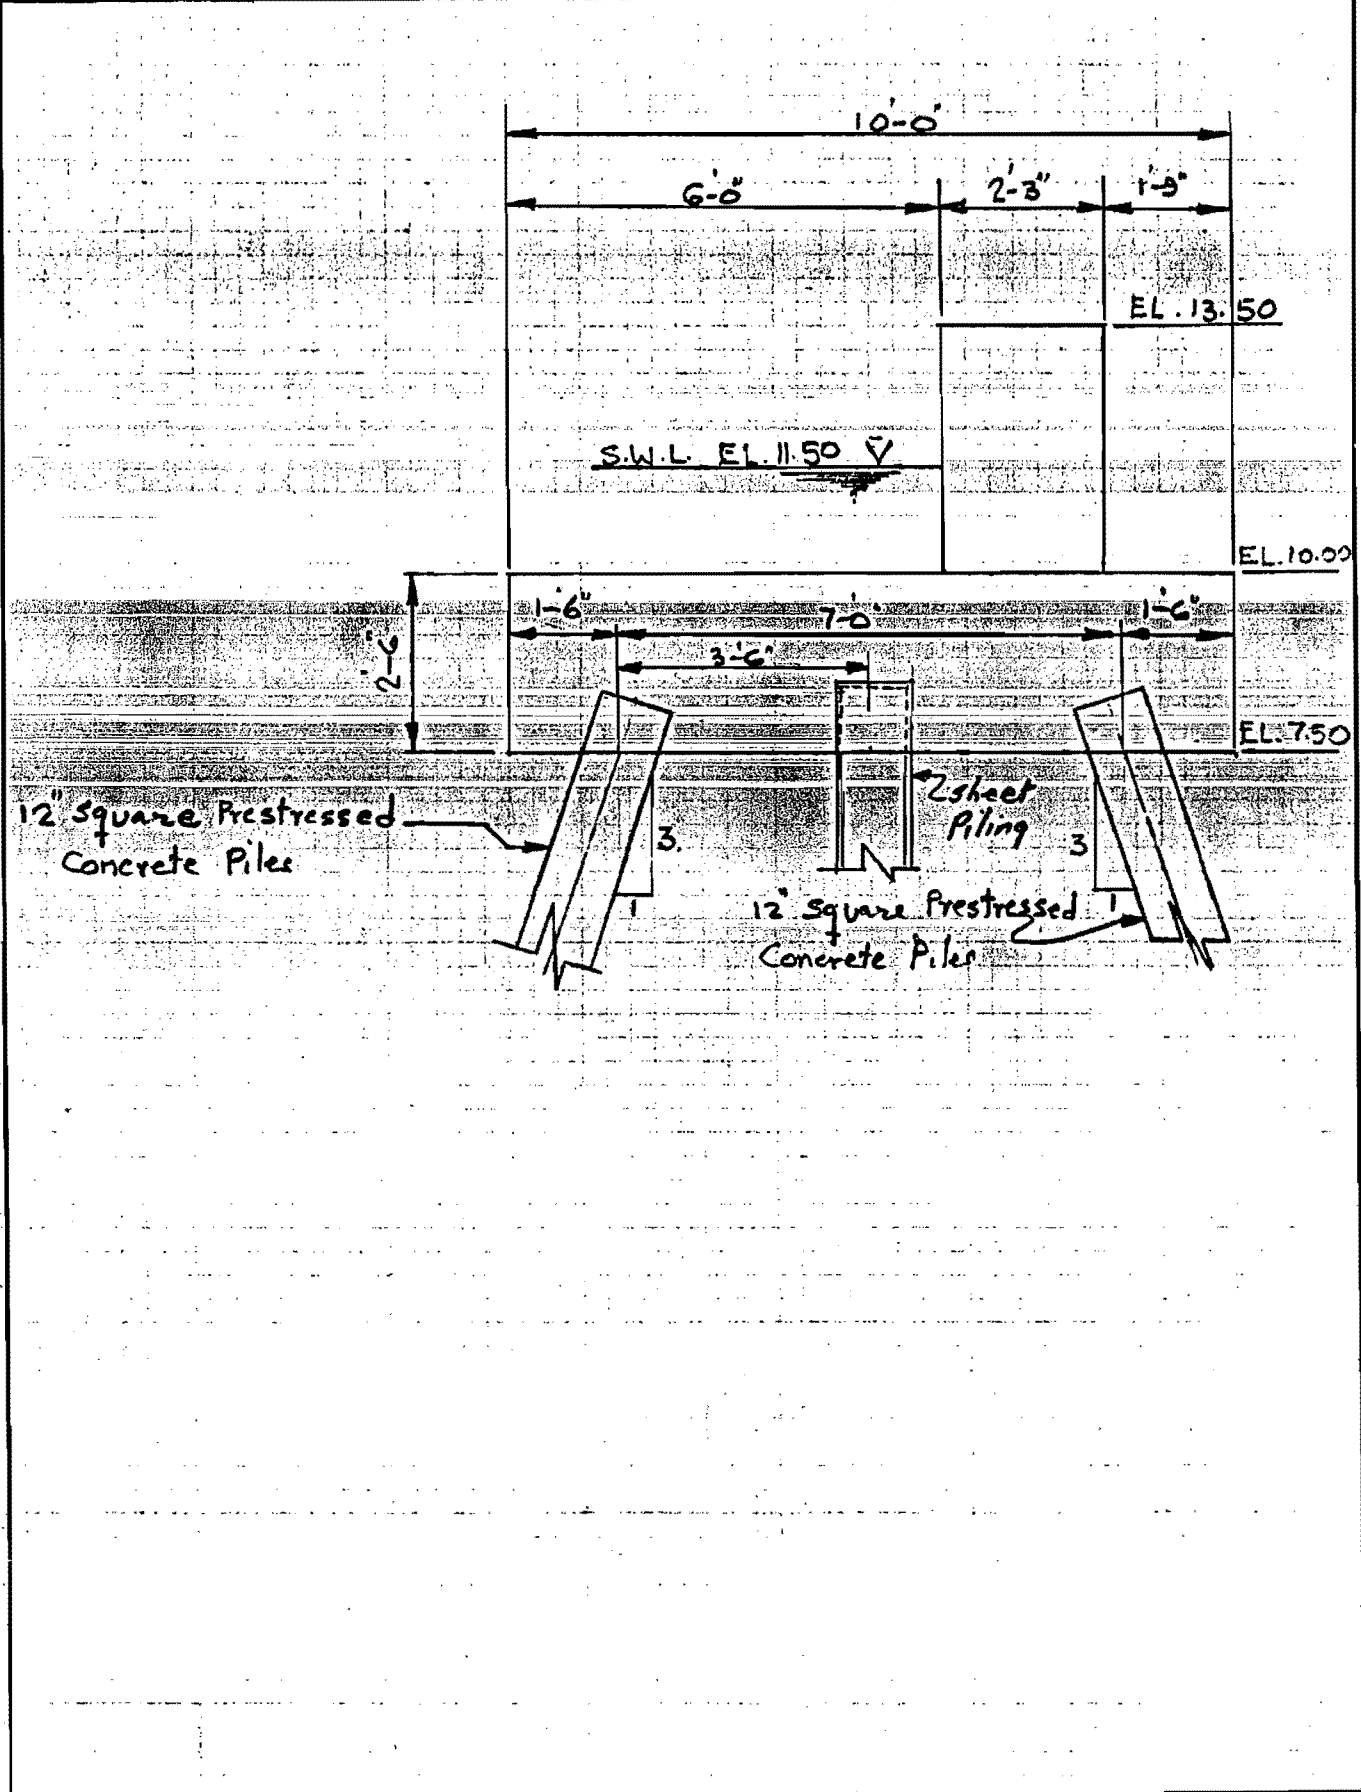 10'-0"
6'-0" 2'-3" 1'-9"
EL. 13.50
S.W.L. EL. 11.50
EL. 10.00
1'-6" 7'-0" 1'-6"
3'-6"
2'-6"
EL. 7.50
Sheet
Piling
12" Square Prestressed
Concrete Piles
3.
1
3
1
12" Square Prestressed
Concrete Piles